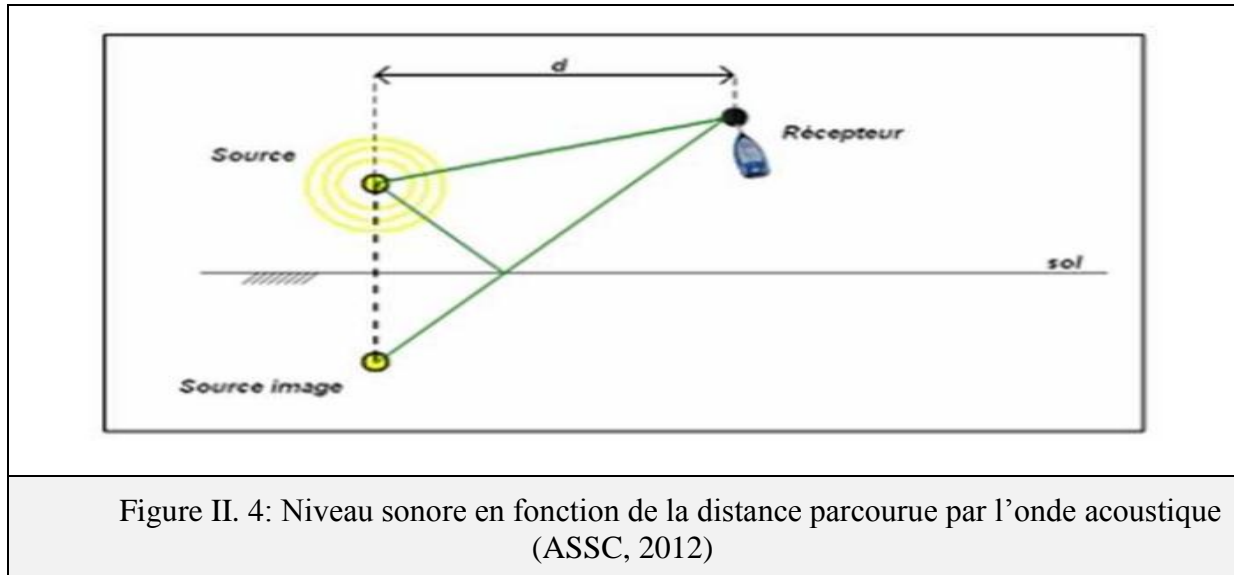 d
Récepteur
Source
sol
Source image
Figure II. 4: Niveau sonore en fonction de la distance parcourue par l’onde acoustique
(ASSC, 2012)